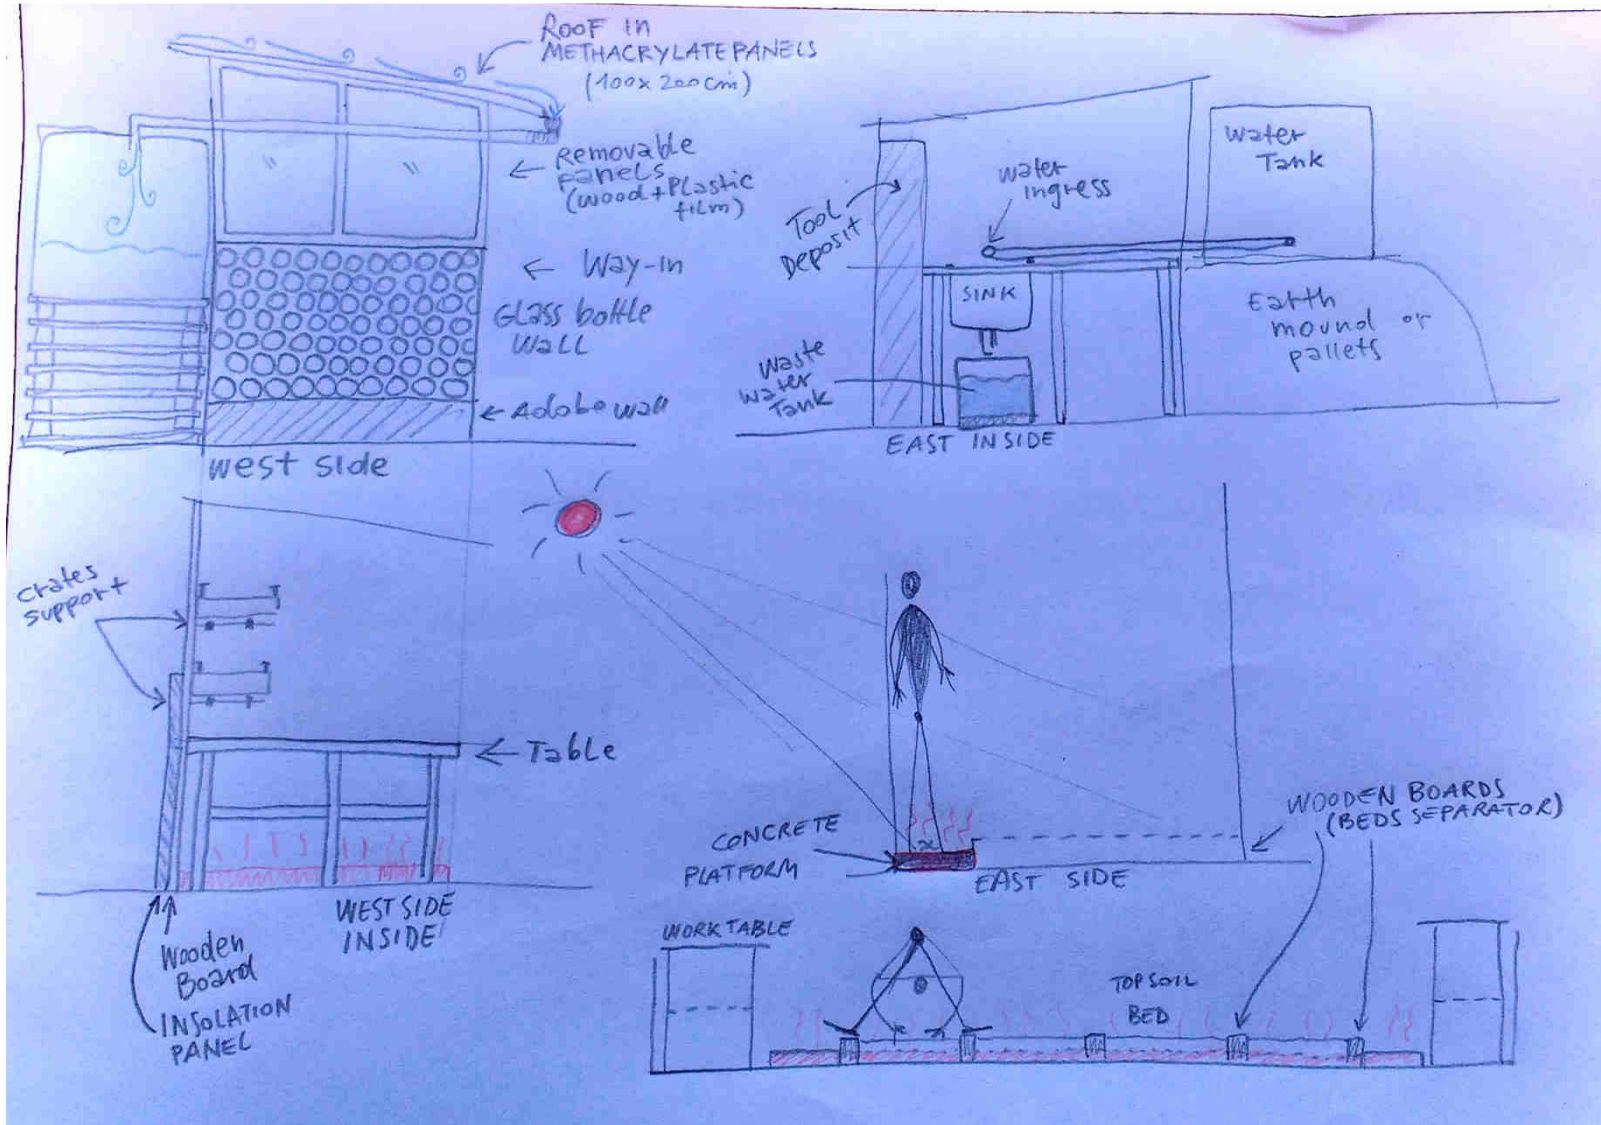 ROOF IN
METHACRYLATE PANELS
(100x200cm)
Removable
Panels
(wood + Plastic
film)
Way-in
Glass bottle
Wall
Adobe wall
West side
Tool
Deposit
Water
ingress
Water
Tank
SINK
Waste
Water
Tank
Earth
mound or
pallets
EAST INSIDE
Crates
support
Table
WEST SIDE
INSIDE
Wooden
Board
INSOLATION
PANEL
CONCRETE
PLATFORM
EAST SIDE
WOODEN BOARDS
(BEDS SEPARATOR)
WORK TABLE
TOP SOIL
BED